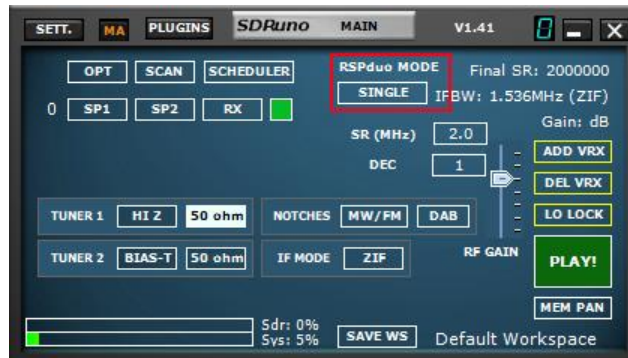 SETT. MA PLUGINS SDRuno MAIN V1.41 8
OPT SCAN SCHEDULER RSPduo MODE Final SR: 2000000
SINGLE IFBW: 1.536MHz (ZIF)
0 SP1 SP2 RX Gain: dB
SR (MHz) 2.0
ADD VRX
DEC 1
DEL VRX
TUNER 1 HI Z 50 ohm NOTCHES MW/FM DAB LO LOCK
TUNER 2 BIAS-T 50 ohm IF MODE ZIF RF GAIN PLAY!
MEM PAN
Sdr: 0%
Sys: 5% SAVE WS Default Workspace